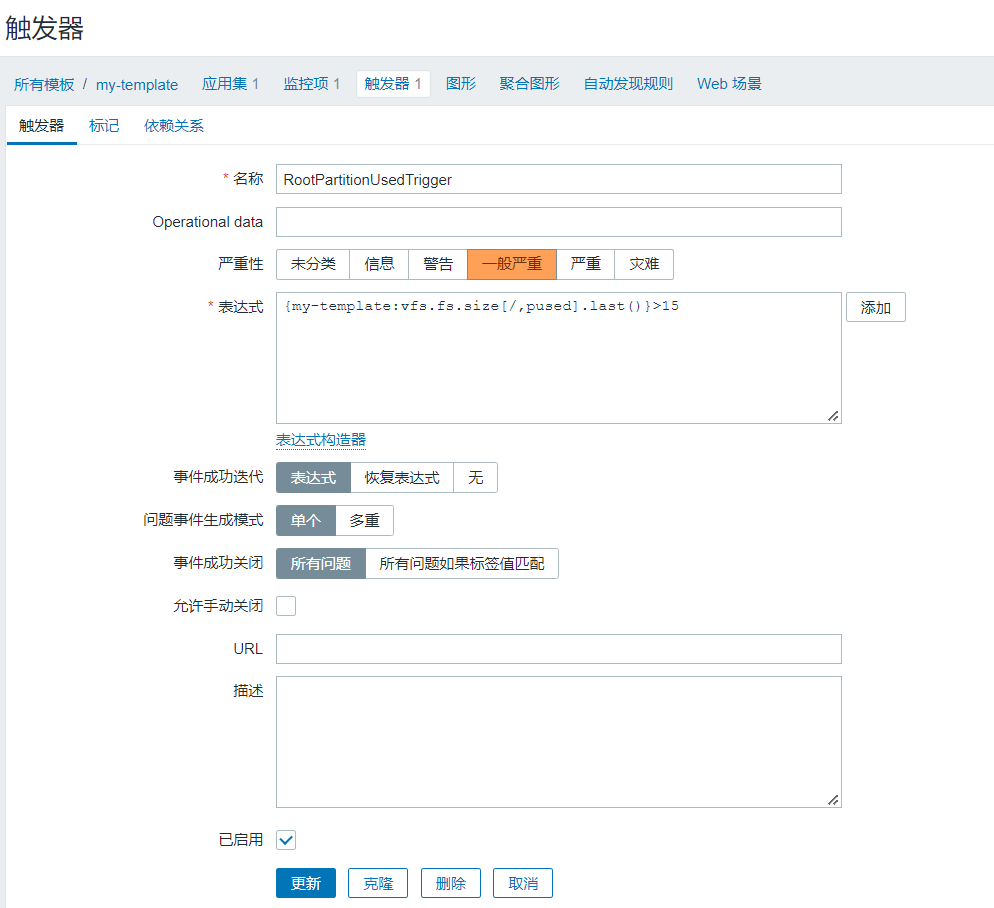 触发器
所有模板 / my-template 应用集 1 监控项 1 触发器 1 图形 聚合图形 自动发现规则 Web 场景
触发器 标记 依赖关系
* 名称 RootPartitionUsedTrigger
Operational data
严重性 未分类 信息 警告 一般严重 严重 灾难
* 表达式 {my-template:vfs.fs.size[/,pused].last()}>15 添加
表达式构造器
事件成功迭代 表达式 恢复表达式 无
问题事件生成模式 单个 多重
事件成功关闭 所有问题 所有问题如果标签值匹配
允许手动关闭
URL
描述
已启用
更新 克隆 删除 取消